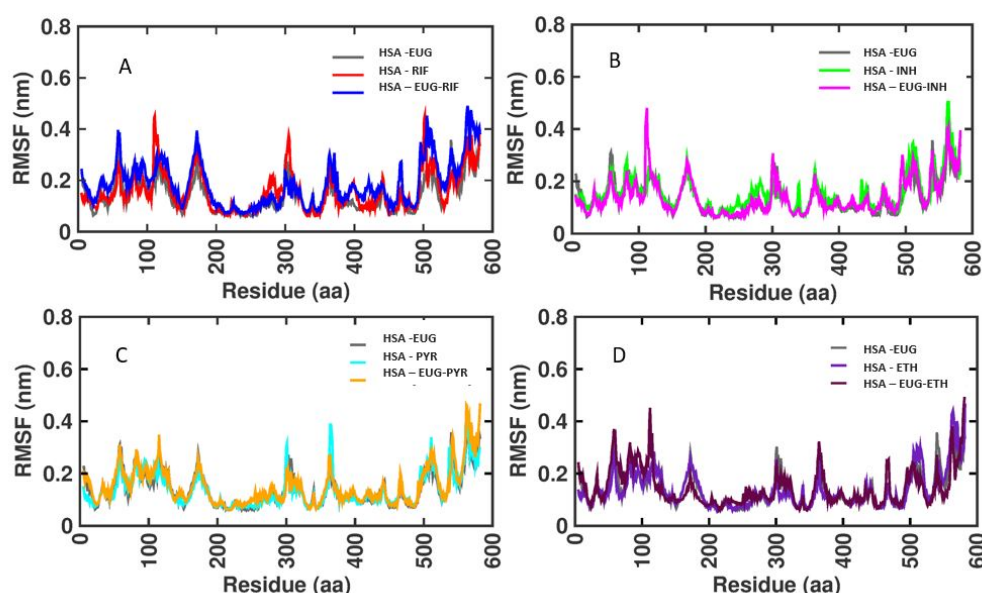 A
HSA -EUG
HSA - RIF
HSA – EUG-RIF
RMSF (nm)
0.8
0.6
0.4
0.2
0
0
100
200
300
400
500
600
Residue (aa)
B
HSA -EUG
HSA - INH
HSA – EUG-INH
RMSF (nm)
0.8
0.6
0.4
0.2
0
0
100
200
300
400
500
600
Residue (aa)
C
HSA -EUG
HSA - PYR
HSA – EUG-PYR
RMSF (nm)
0.8
0.6
0.4
0.2
0
0
100
200
300
400
500
600
Residue (aa)
D
HSA -EUG
HSA - ETH
HSA – EUG-ETH
RMSF (nm)
0.8
0.6
0.4
0.2
0
0
100
200
300
400
500
600
Residue (aa)